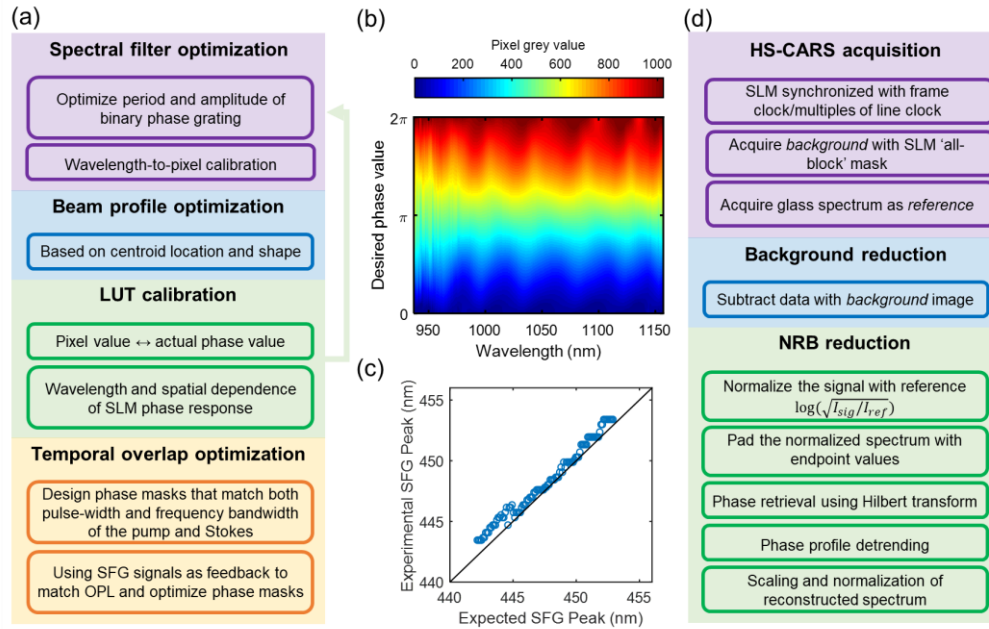 (a)
Spectral filter optimization
Optimize period and amplitude of
binary phase grating
Wavelength-to-pixel calibration
Beam profile optimization
Based on centroid location and shape
LUT calibration
Pixel value ↔ actual phase value
Wavelength and spatial dependence
of SLM phase response
Temporal overlap optimization
Design phase masks that match both
pulse-width and frequency bandwidth
of the pump and Stokes
Using SFG signals as feedback to
match OPL and optimize phase masks
(b)
Pixel grey value
0 200 400 600 800 1000
Desired phase value
2π
π
0
950 1000 1050 1100 1150
Wavelength (nm)
(c)
Experimental SFG Peak (nm)
455
450
445
440
440 445 450 455
Expected SFG Peak (nm)
(d)
HS-CARS acquisition
SLM synchronized with frame
clock/multiples of line clock
Acquire background with SLM ‘all-
block’ mask
Acquire glass spectrum as reference
Background reduction
Subtract data with background image
NRB reduction
Normalize the signal with reference
log(√I_sig/I_ref)
Pad the normalized spectrum with
endpoint values
Phase retrieval using Hilbert transform
Phase profile detrending
Scaling and normalization of
reconstructed spectrum